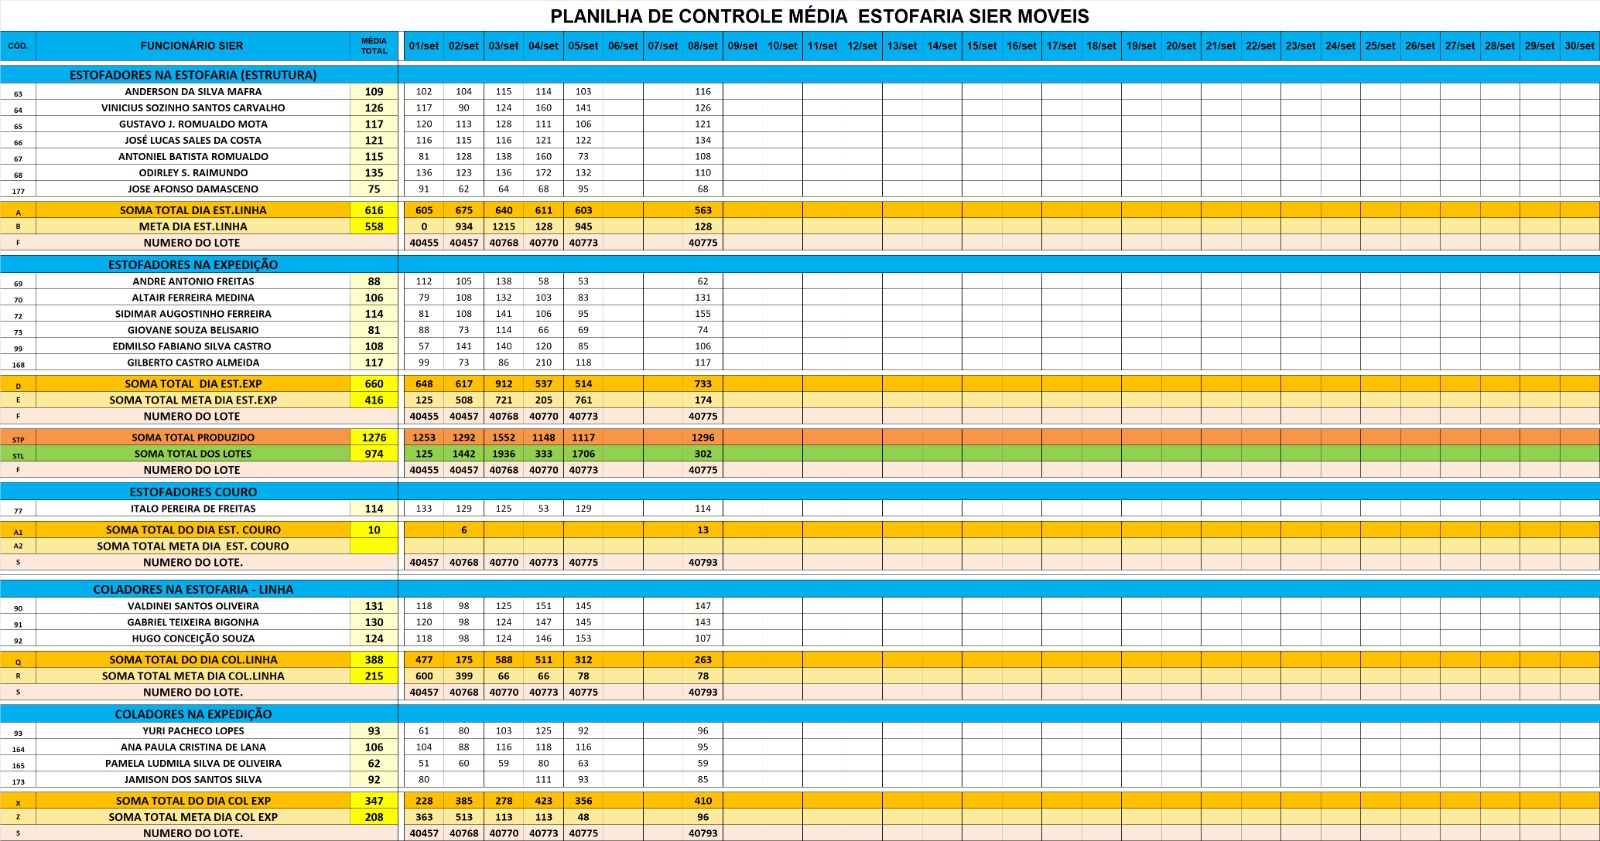 PLANILHA DE CONTROLE MÉDIA  ESTOFARIA SIER MOVEIS
CÓD. FUNCIONÁRIO SIER MÉDIA TOTAL 01/set 02/set 03/set 04/set 05/set 06/set 07/set 08/set 09/set 10/set 11/set 12/set 13/set 14/set 15/set 16/set 17/set 18/set 19/set 20/set 21/set 22/set 23/set 24/set 25/set 26/set 27/set 28/set 29/set 30/set
ESTOFADORES NA ESTOFARIA (ESTRUTURA)
63 ANDERSON DA SILVA MAFRA 109 102 104 115 114 103 116
64 VINICIUS SOZINHO SANTOS CARVALHO 126 117 90 124 160 141 126
65 GUSTAVO J. ROMUALDO MOTA 117 120 113 128 111 106 121
66 JOSÉ LUCAS SALES DA COSTA 121 116 115 116 121 122 134
67 ANTONIEL BATISTA ROMUALDO 115 81 128 138 160 73 108
68 ODIRLEY S. RAIMUNDO 135 136 123 136 172 132 110
177 JOSE AFONSO DAMASCENO 75 91 62 64 68 95 68
A SOMA TOTAL DIA EST.LINHA 616 605 675 640 611 603 563
B META DIA EST.LINHA 558 0 934 1215 128 945 128
F NUMERO DO LOTE 40455 40457 40768 40770 40773 40775
ESTOFADORES NA EXPEDIÇÃO
69 ANDRE ANTONIO FREITAS 88 112 105 138 58 53 62
70 ALTAIR FERREIRA MEDINA 106 79 108 132 103 83 131
72 SIDIMAR AUGOSTINHO FERREIRA 114 81 108 141 106 95 155
73 GIOVANE SOUZA BELISARIO 81 88 73 114 66 69 74
99 EDMILSO FABIANO SILVA CASTRO 108 57 141 140 120 85 106
168 GILBERTO CASTRO ALMEIDA 117 99 73 86 210 118 117
D SOMA TOTAL  DIA EST.EXP 660 648 617 912 537 514 733
E SOMA TOTAL META DIA EST.EXP 416 125 508 721 205 761 174
F NUMERO DO LOTE 40455 40457 40768 40770 40773 40775
STP SOMA TOTAL PRODUZIDO 1276 1253 1292 1552 1148 1117 1296
STL SOMA TOTAL DOS LOTES 974 125 1442 1936 333 1706 302
F NUMERO DO LOTE 40455 40457 40768 40770 40773 40775
ESTOFADORES COURO
77 ITALO PEREIRA DE FREITAS 114 133 129 125 53 129 114
A1 SOMA TOTAL DO DIA EST. COURO 10 6 13
A2 SOMA TOTAL META DIA  EST. COURO
S NUMERO DO LOTE. 40457 40768 40770 40773 40775 40793
COLADORES NA ESTOFARIA - LINHA
90 VALDINEI SANTOS OLIVEIRA 131 118 98 125 151 145 147
91 GABRIEL TEIXEIRA BIGONHA 130 120 98 124 147 145 143
92 HUGO CONCEIÇÃO SOUZA 124 118 98 124 146 153 107
Q SOMA TOTAL DO DIA COL.LINHA 388 477 175 588 511 312 263
R SOMA TOTAL META DIA COL.LINHA 215 600 399 66 66 78 78
S NUMERO DO LOTE. 40457 40768 40770 40773 40775 40793
COLADORES NA EXPEDIÇÃO
93 YURI PACHECO LOPES 93 61 80 103 125 92 96
164 ANA PAULA CRISTINA DE LANA 106 104 88 116 118 116 95
165 PAMELA LUDMILA SILVA DE OLIVEIRA 62 51 60 59 80 63 59
173 JAMISON DOS SANTOS SILVA 92 80 111 93 85
X SOMA TOTAL DO DIA COL EXP 347 228 385 278 423 356 410
Z SOMA TOTAL META DIA COL EXP 208 363 513 113 113 48 96
S NUMERO DO LOTE. 40457 40768 40770 40773 40775 40793